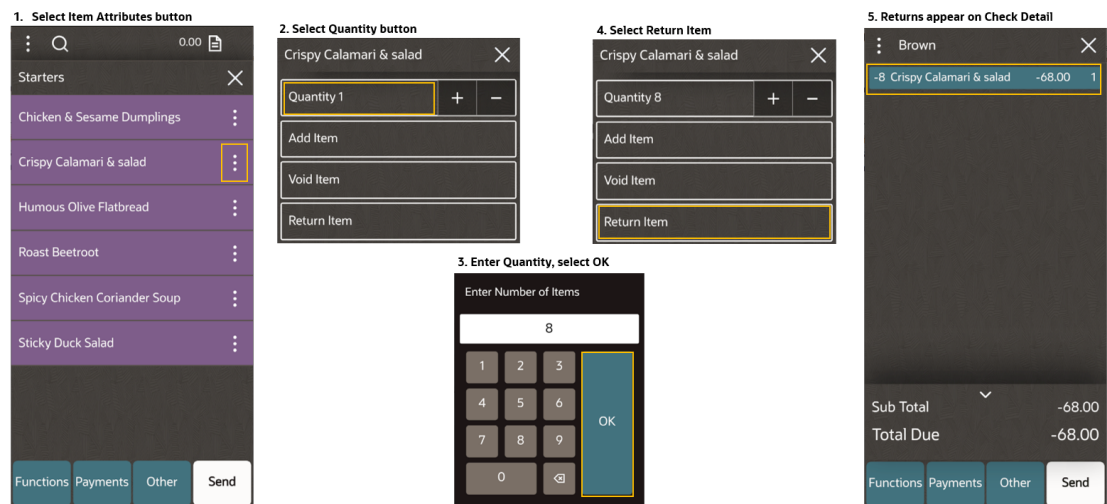 1. Select Item Attributes button
0.00
Starters
Chicken & Sesame Dumplings
Crispy Calamari & salad
Humous Olive Flatbread
Roast Beetroot
Spicy Chicken Coriander Soup
Sticky Duck Salad
Functions
Payments
Other
Send
2. Select Quantity button
Crispy Calamari & salad
Quantity 1
+
−
Add Item
Void Item
Return Item
3. Enter Quantity, select OK
Enter Number of Items
8
1 2 3
4 5 6
OK
7 8 9
0
4. Select Return Item
Crispy Calamari & salad
Quantity 8
+
−
Add Item
Void Item
Return Item
5. Returns appear on Check Detail
Brown
-8 Crispy Calamari & salad -68.00 1
Sub Total -68.00
Total Due -68.00
Functions
Payments
Other
Send